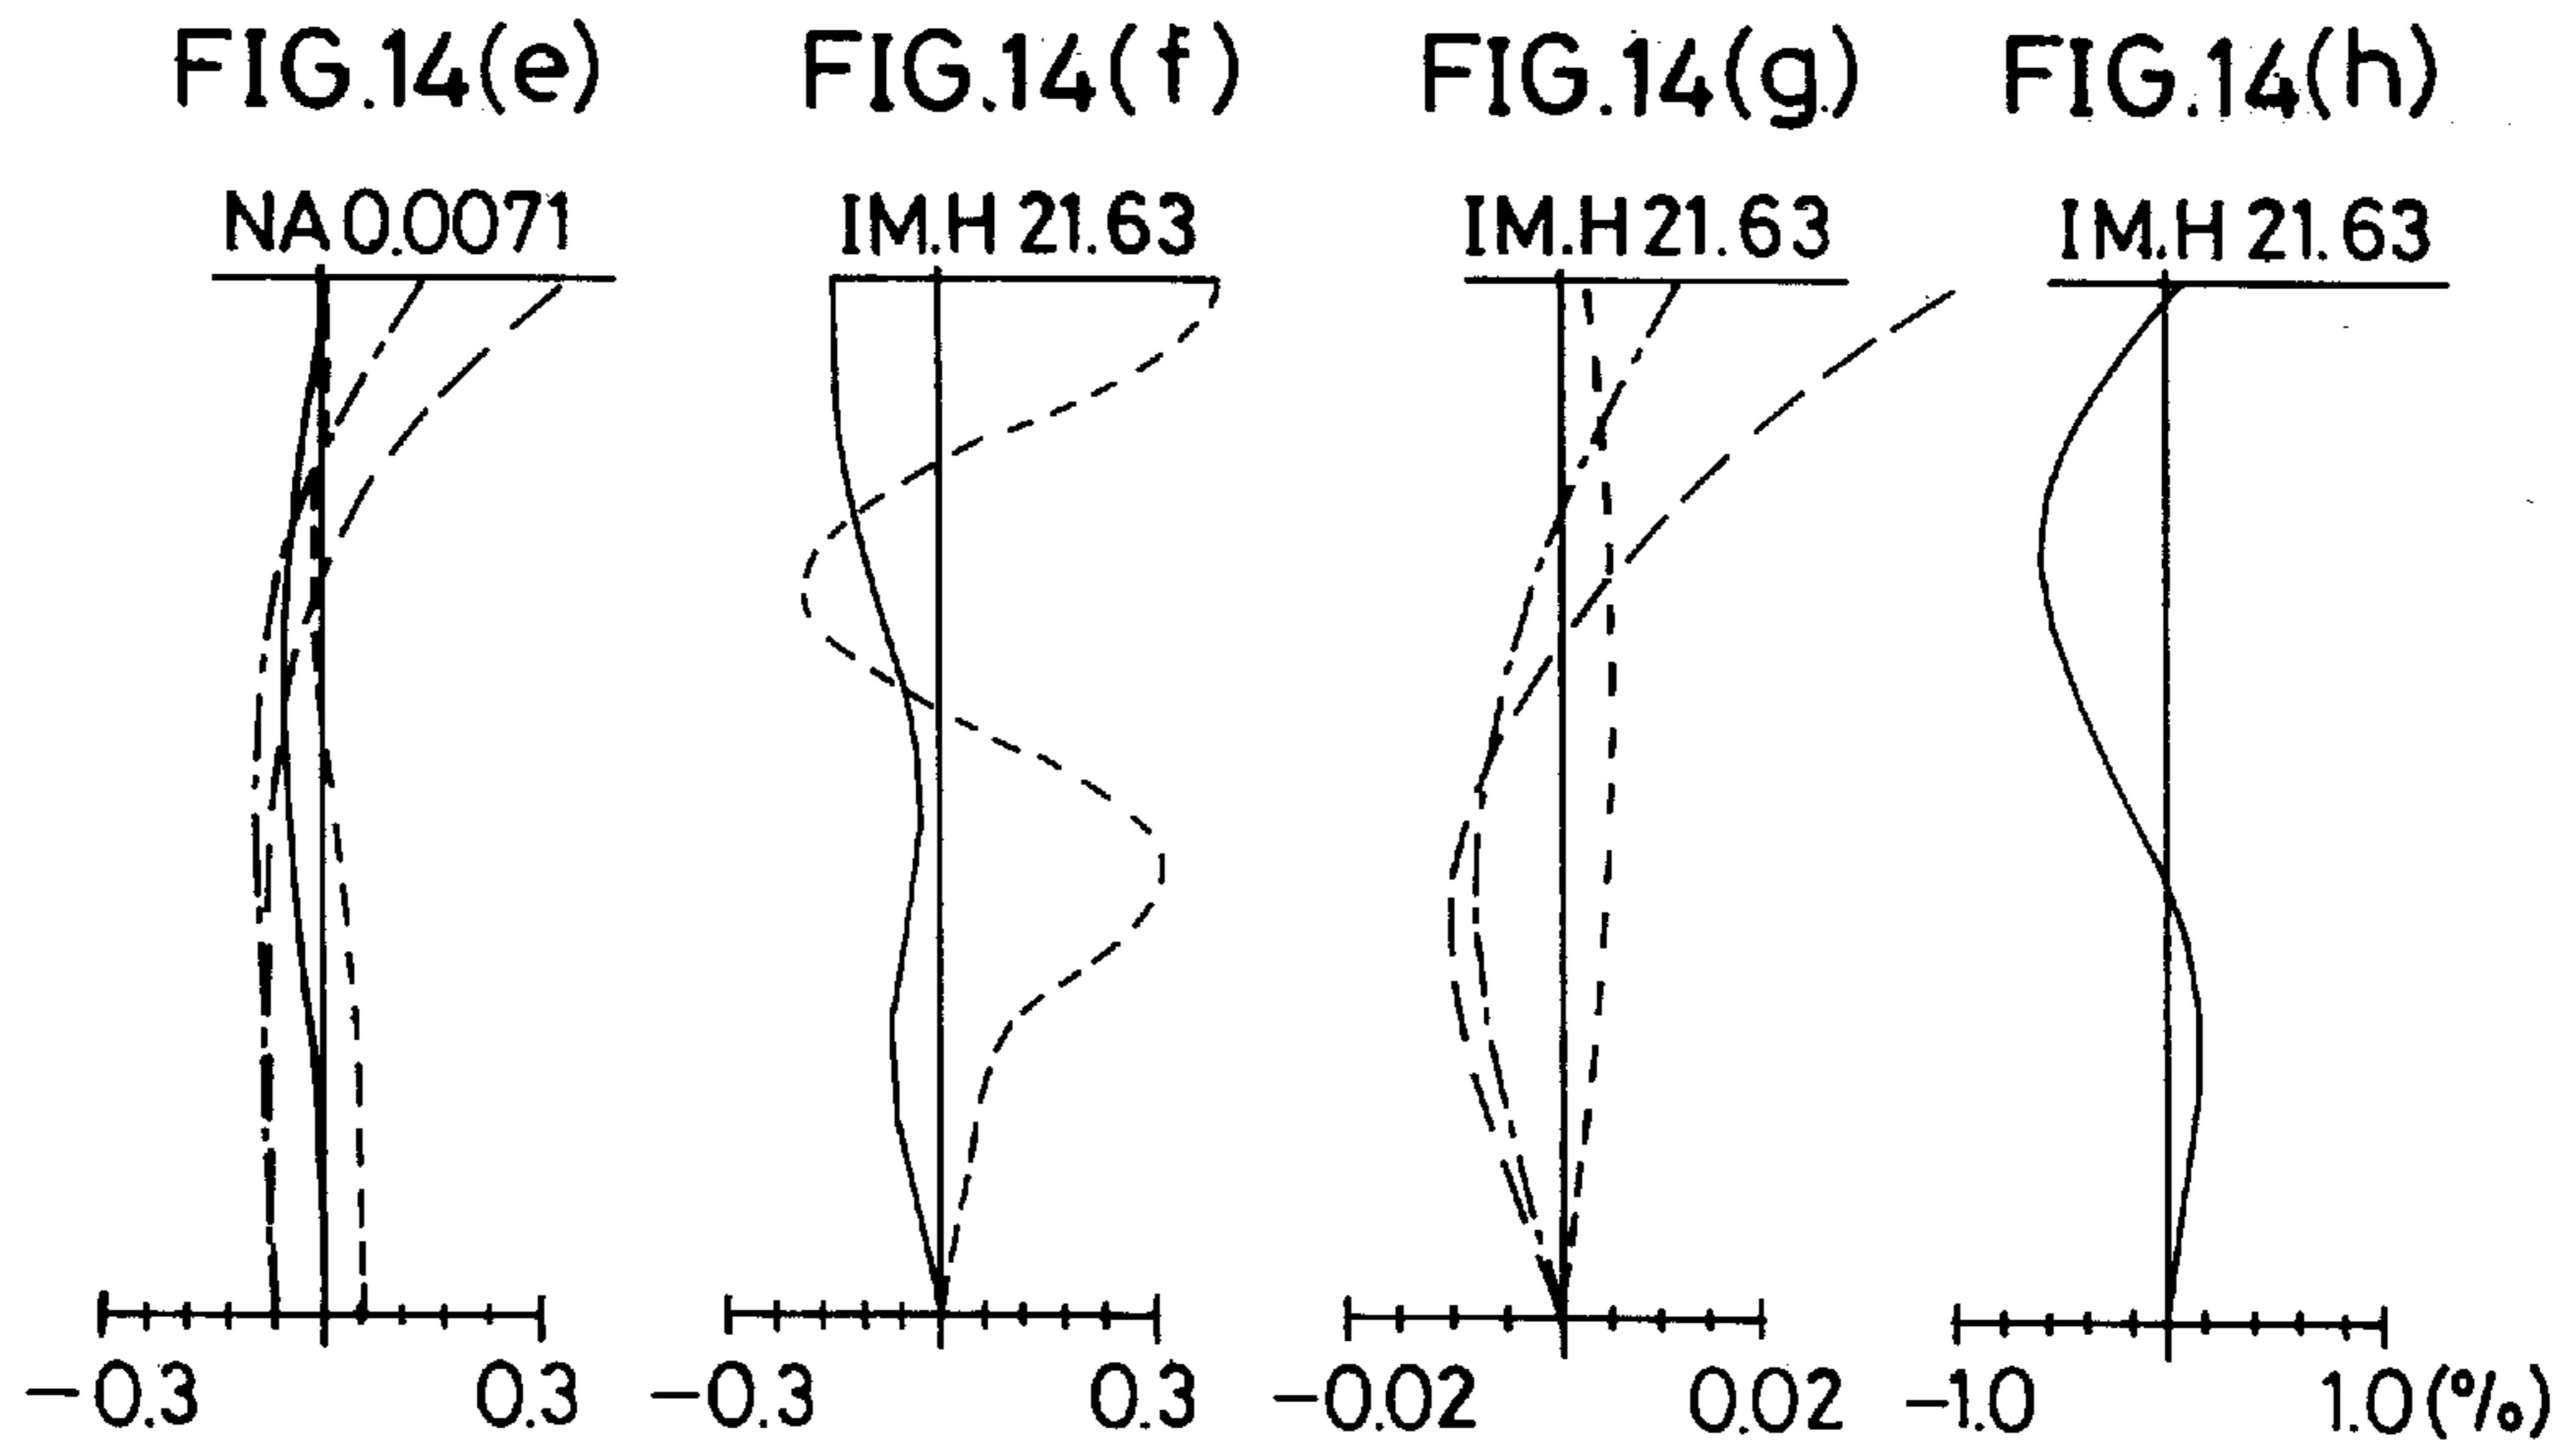 FIG.14(e) FIG.14(f) FIG.14(g) FIG.14(h)
NA 0.0071 IM.H 21.63 IM.H 21.63 IM.H 21.63
-0.3 0.3 -0.3 0.3 -0.02 0.02 -1.0 1.0(%)